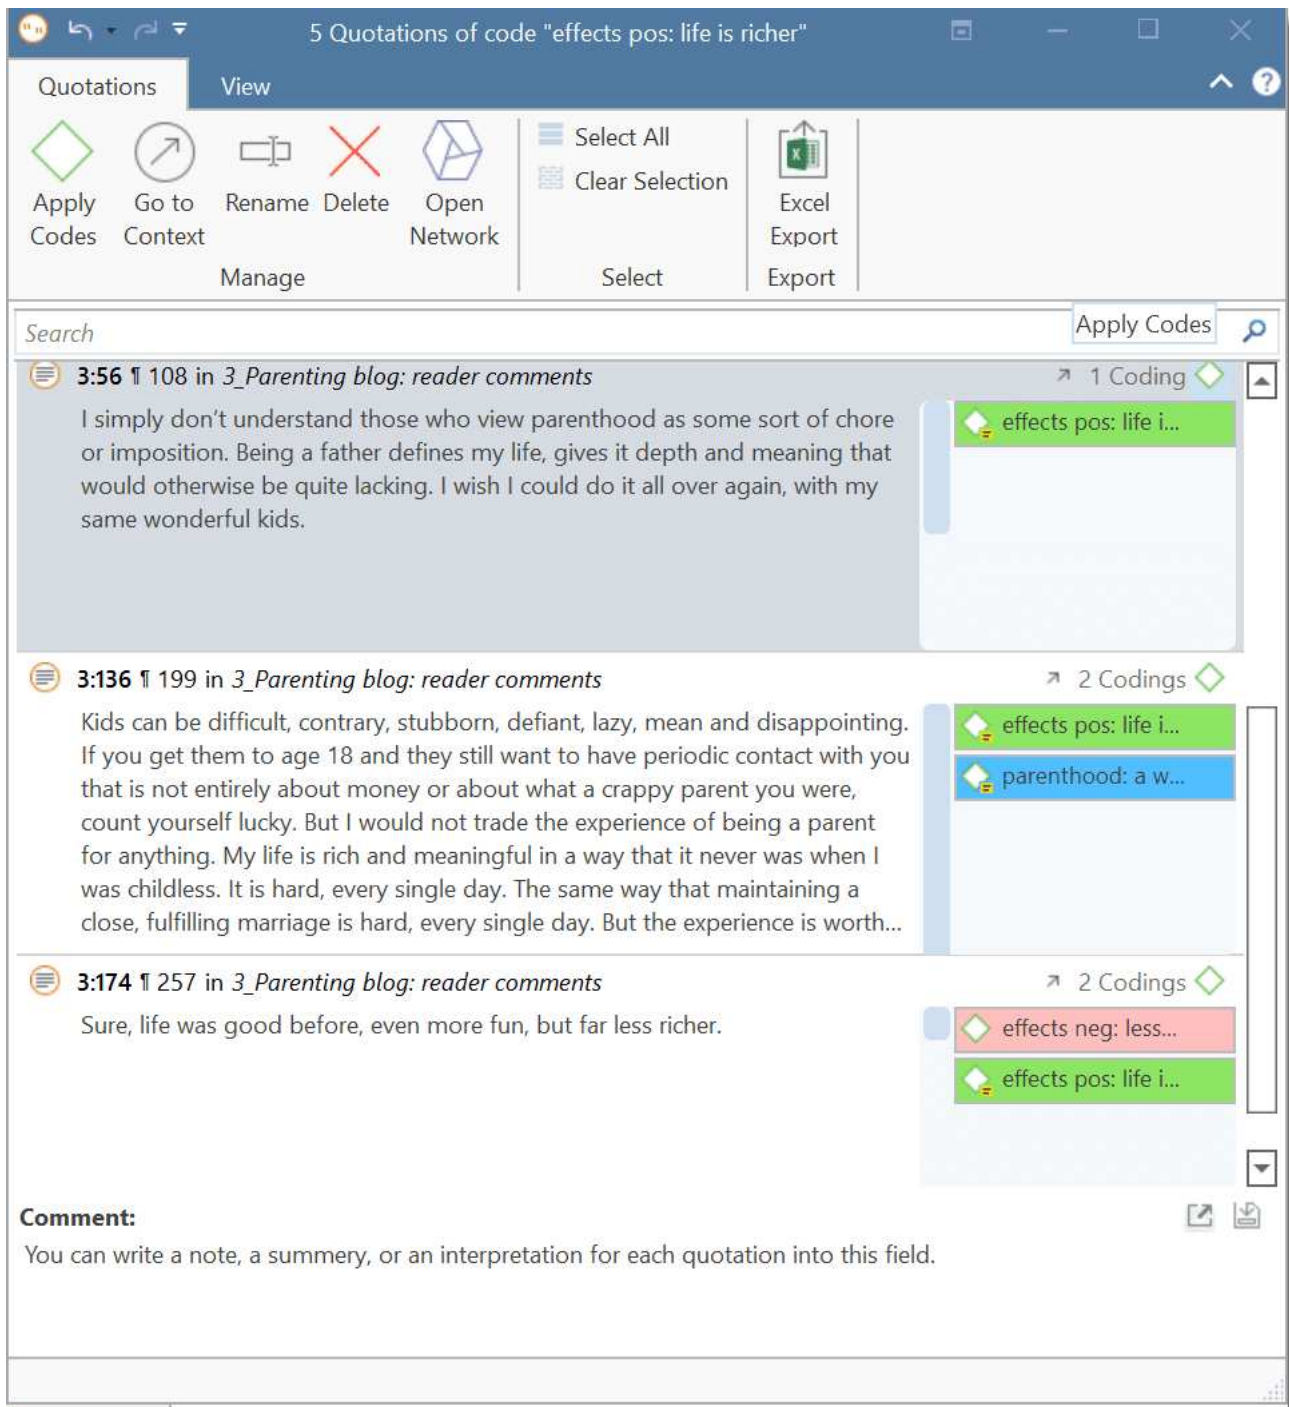 5 Quotations of code "effects pos: life is richer"
Quotations View
Apply Codes
Go to Context
Rename
Delete
Open Network
Manage
Select All
Clear Selection
Select
Excel Export
Export
Search
Apply Codes
3:56 ¶ 108 in 3_Parenting blog: reader comments
1 Coding
I simply don't understand those who view parenthood as some sort of chore
or imposition. Being a father defines my life, gives it depth and meaning that
would otherwise be quite lacking. I wish I could do it all over again, with my
same wonderful kids.
effects pos: life i...
3:136 ¶ 199 in 3_Parenting blog: reader comments
2 Codings
Kids can be difficult, contrary, stubborn, defiant, lazy, mean and disappointing.
If you get them to age 18 and they still want to have periodic contact with you
that is not entirely about money or about what a crappy parent you were,
count yourself lucky. But I would not trade the experience of being a parent
for anything. My life is rich and meaningful in a way that it never was when I
was childless. It is hard, every single day. The same way that maintaining a
close, fulfilling marriage is hard, every single day. But the experience is worth...
effects pos: life i...
parenthood: a w...
3:174 ¶ 257 in 3_Parenting blog: reader comments
2 Codings
Sure, life was good before, even more fun, but far less richer.
effects neg: less...
effects pos: life i...
Comment:
You can write a note, a summery, or an interpretation for each quotation into this field.